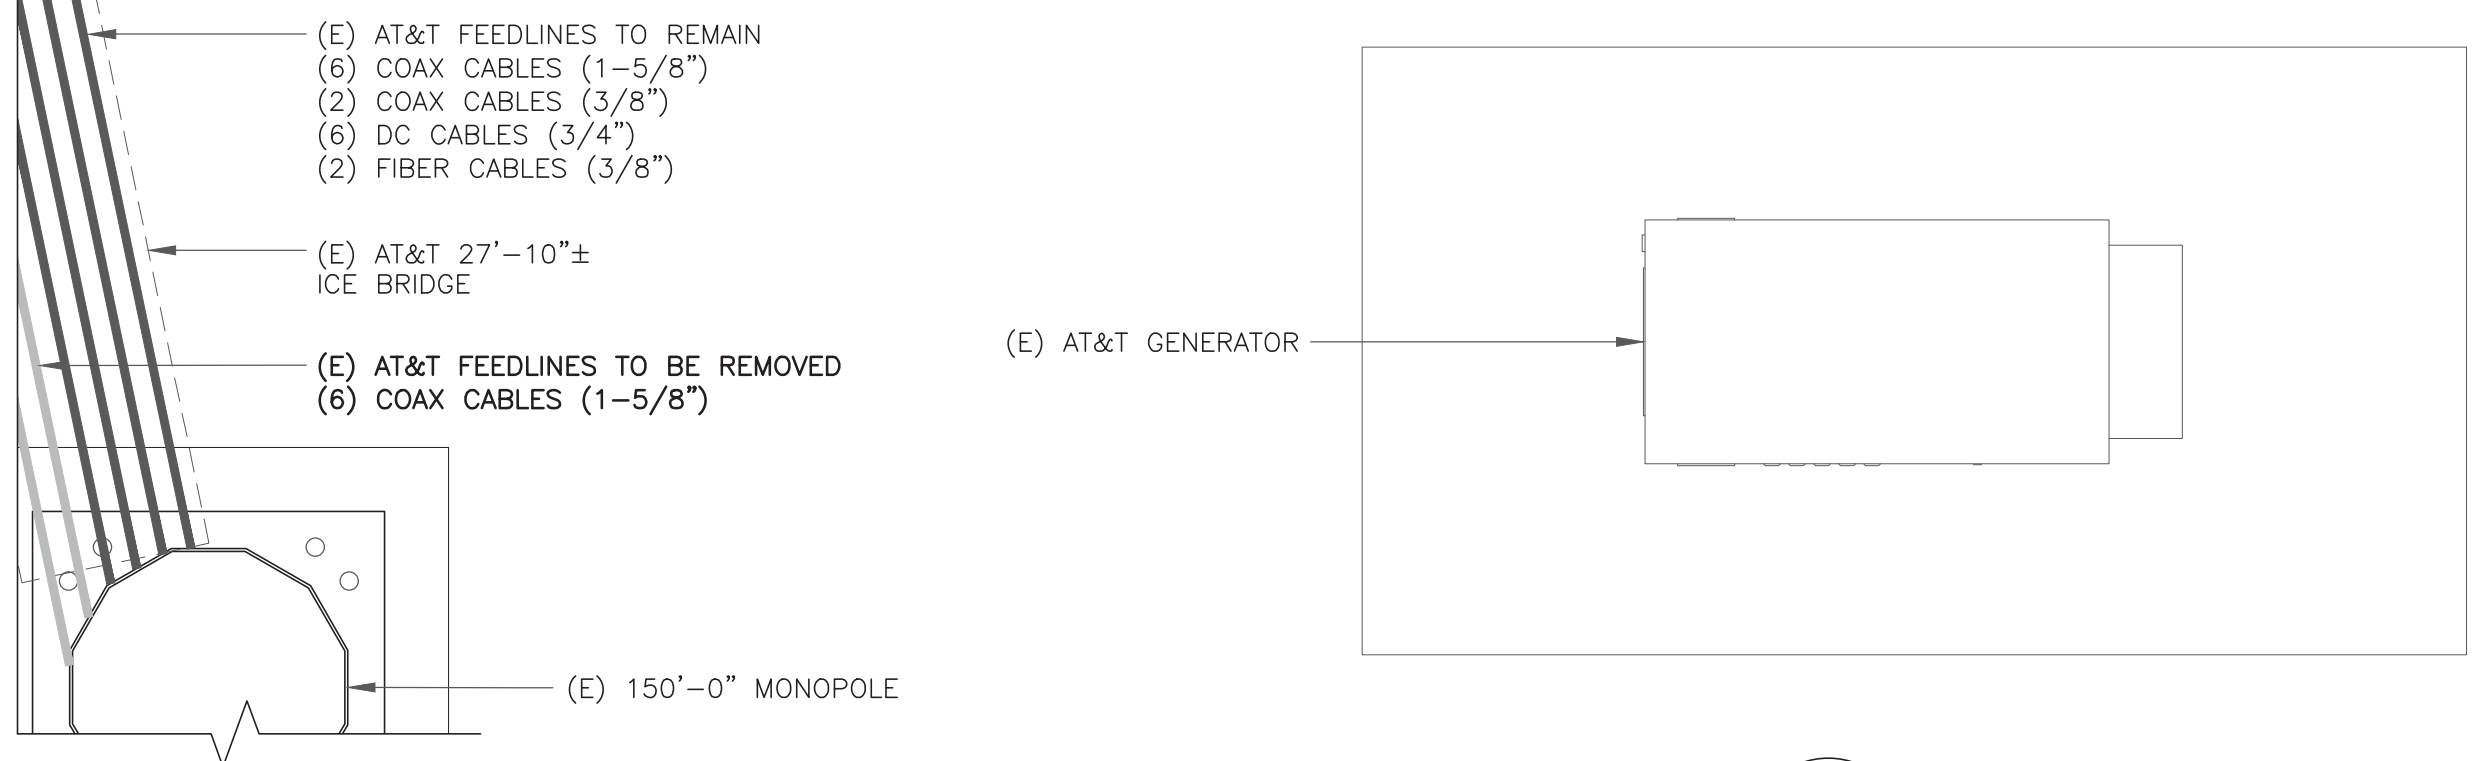 (E) AT&T FEEDLINES TO REMAIN
(6) COAX CABLES (1-5/8")
(2) COAX CABLES (3/8")
(6) DC CABLES (3/4")
(2) FIBER CABLES (3/8")
(E) AT&T 27'-10"±
ICE BRIDGE
(E) AT&T FEEDLINES TO BE REMOVED
(6) COAX CABLES (1-5/8")
(E) 150'-0" MONOPOLE
(E) AT&T GENERATOR